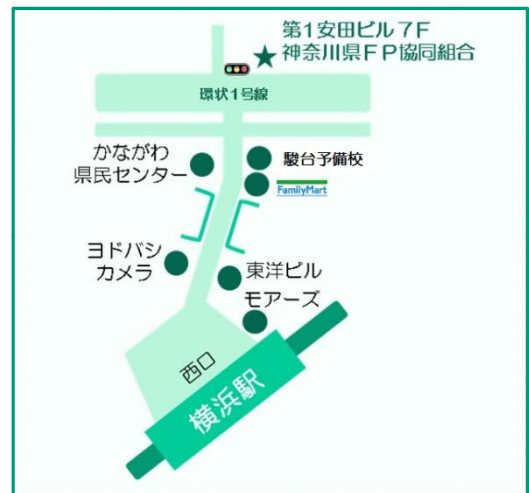 第1安田ビル7F
神奈川県FP協同組合
環状1号線
かながわ
県民センター
駿台予備校
FamilyMart
ヨドバシ
カメラ
東洋ビル
モアーズ
西口
横浜駅